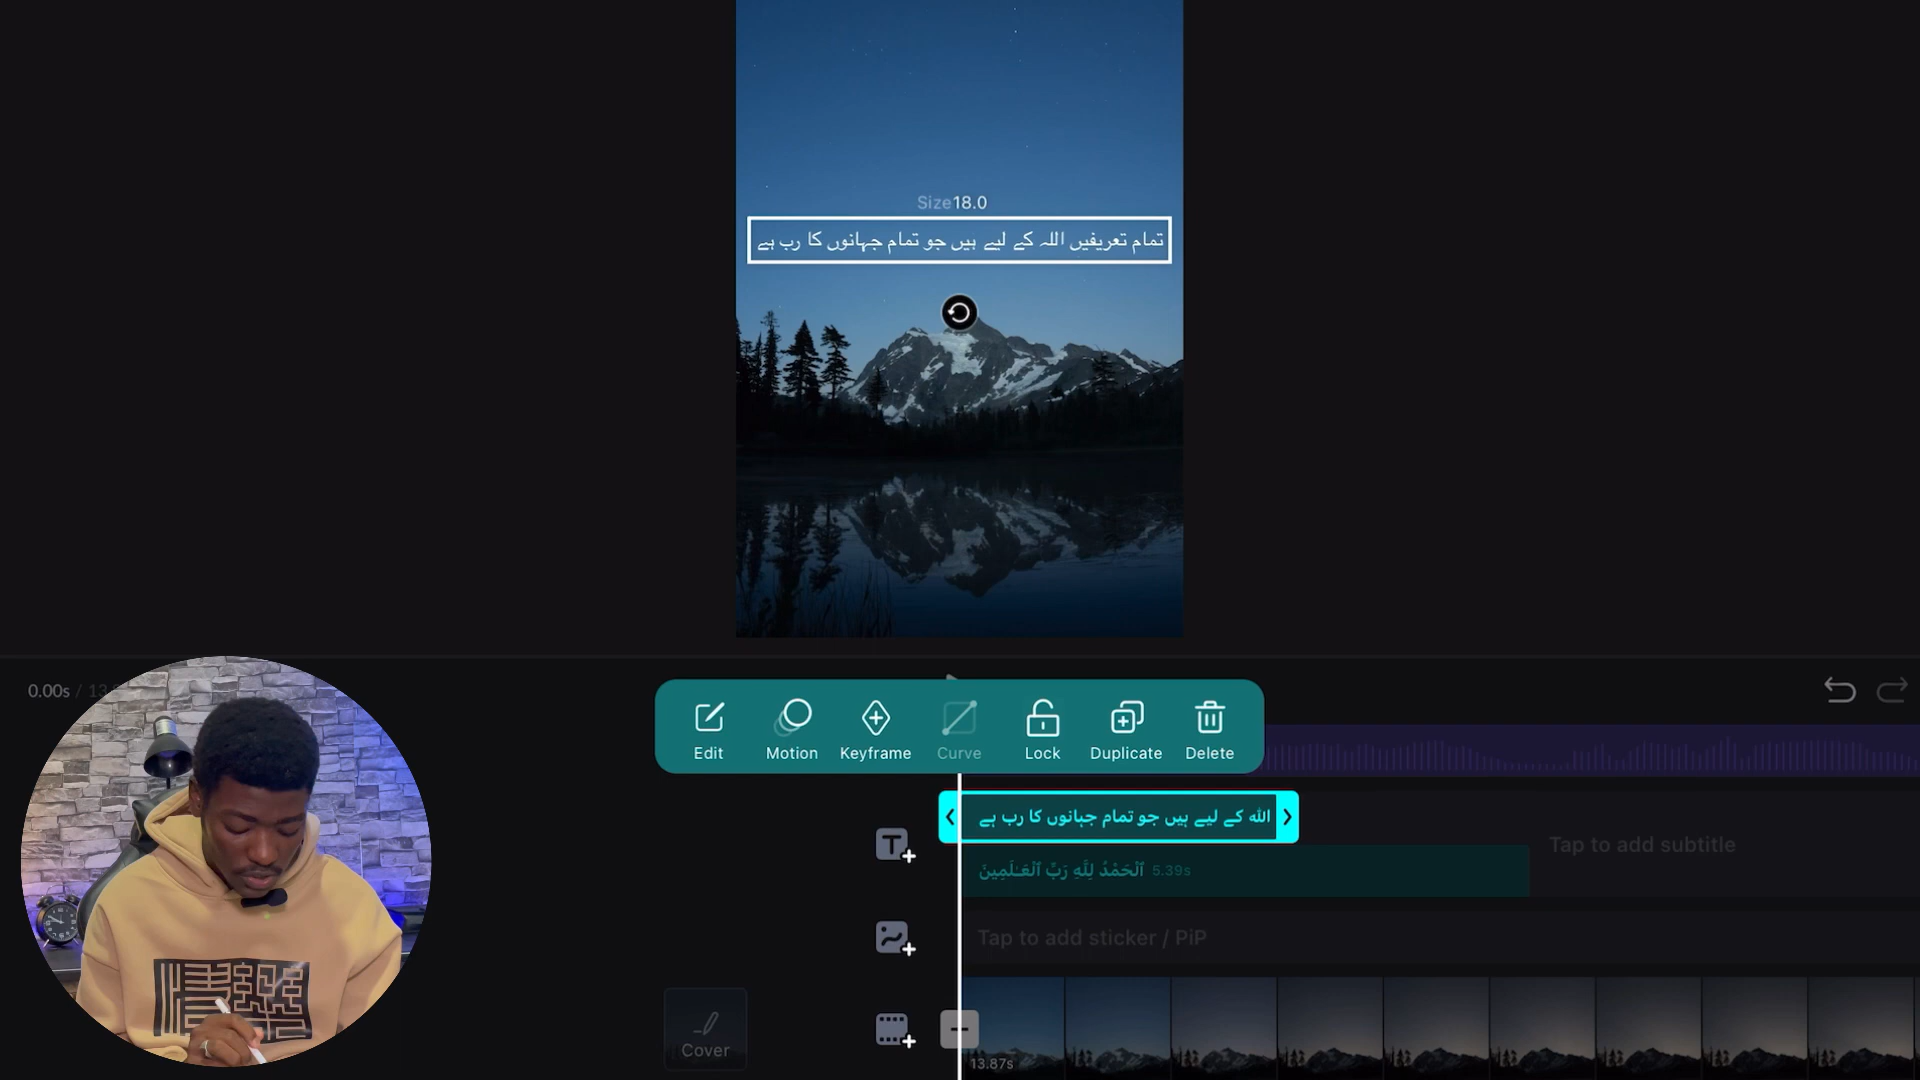 Size18.0
تمام تعریفیں اللہ کے لیے ہیں جو تمام جہانوں کا رب ہے
0.00s / 13
Edit
Motion
Keyframe
Curve
Lock
Duplicate
Delete
الله کے لیے ہیں جو تمام جہانوں کا رب ہے
Tap to add subtitle
ٱلْحَمْدُ لِلَّهِ رَبِّ ٱلْعَـٰلَمِينَ 5.39s
Tap to add sticker / PiP
Cover
13.87s